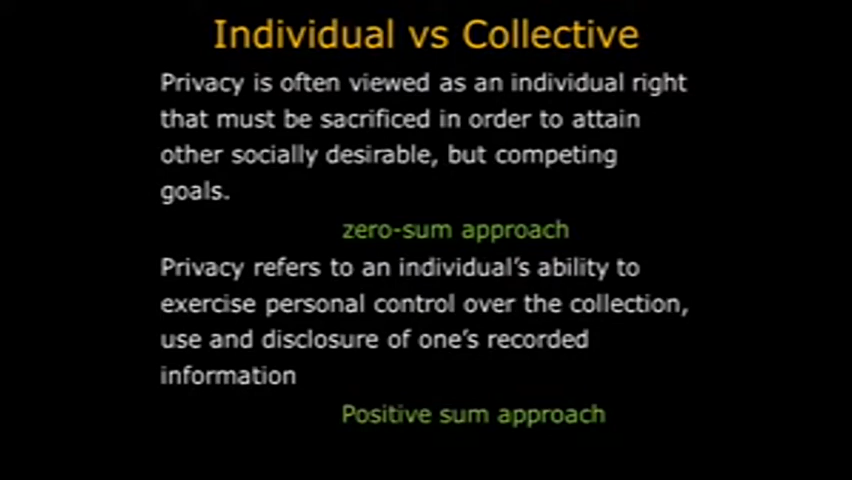 Individual vs Collective
Privacy is often viewed as an individual right
that must be sacrificed in order to attain
other socially desirable, but competing
goals.
zero-sum approach
Privacy refers to an individual’s ability to
exercise personal control over the collection,
use and disclosure of one’s recorded
information
Positive sum approach